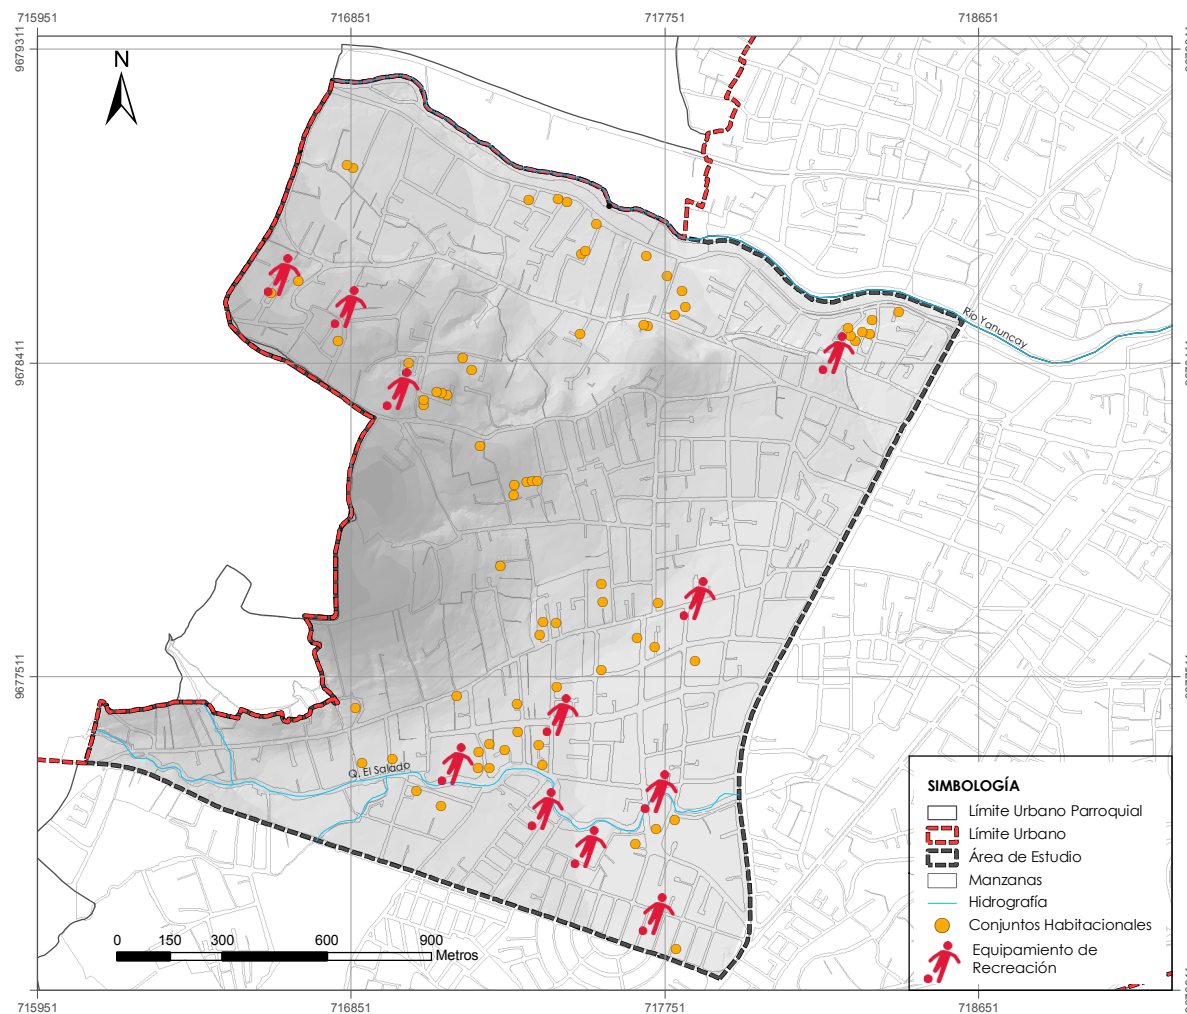 715951
716851
717751
718651
9679311
N
Río Yanuncay
9678411
9677511
Q. El Salado
SIMBOLOGÍA
Límite Urbano Parroquial
Límite Urbano
Área de Estudio
Manzanas
Hidrografía
Conjuntos Habitacionales
Equipamiento de
Recreación
0 150 300 600 900
Metros
715951
716851
717751
718651